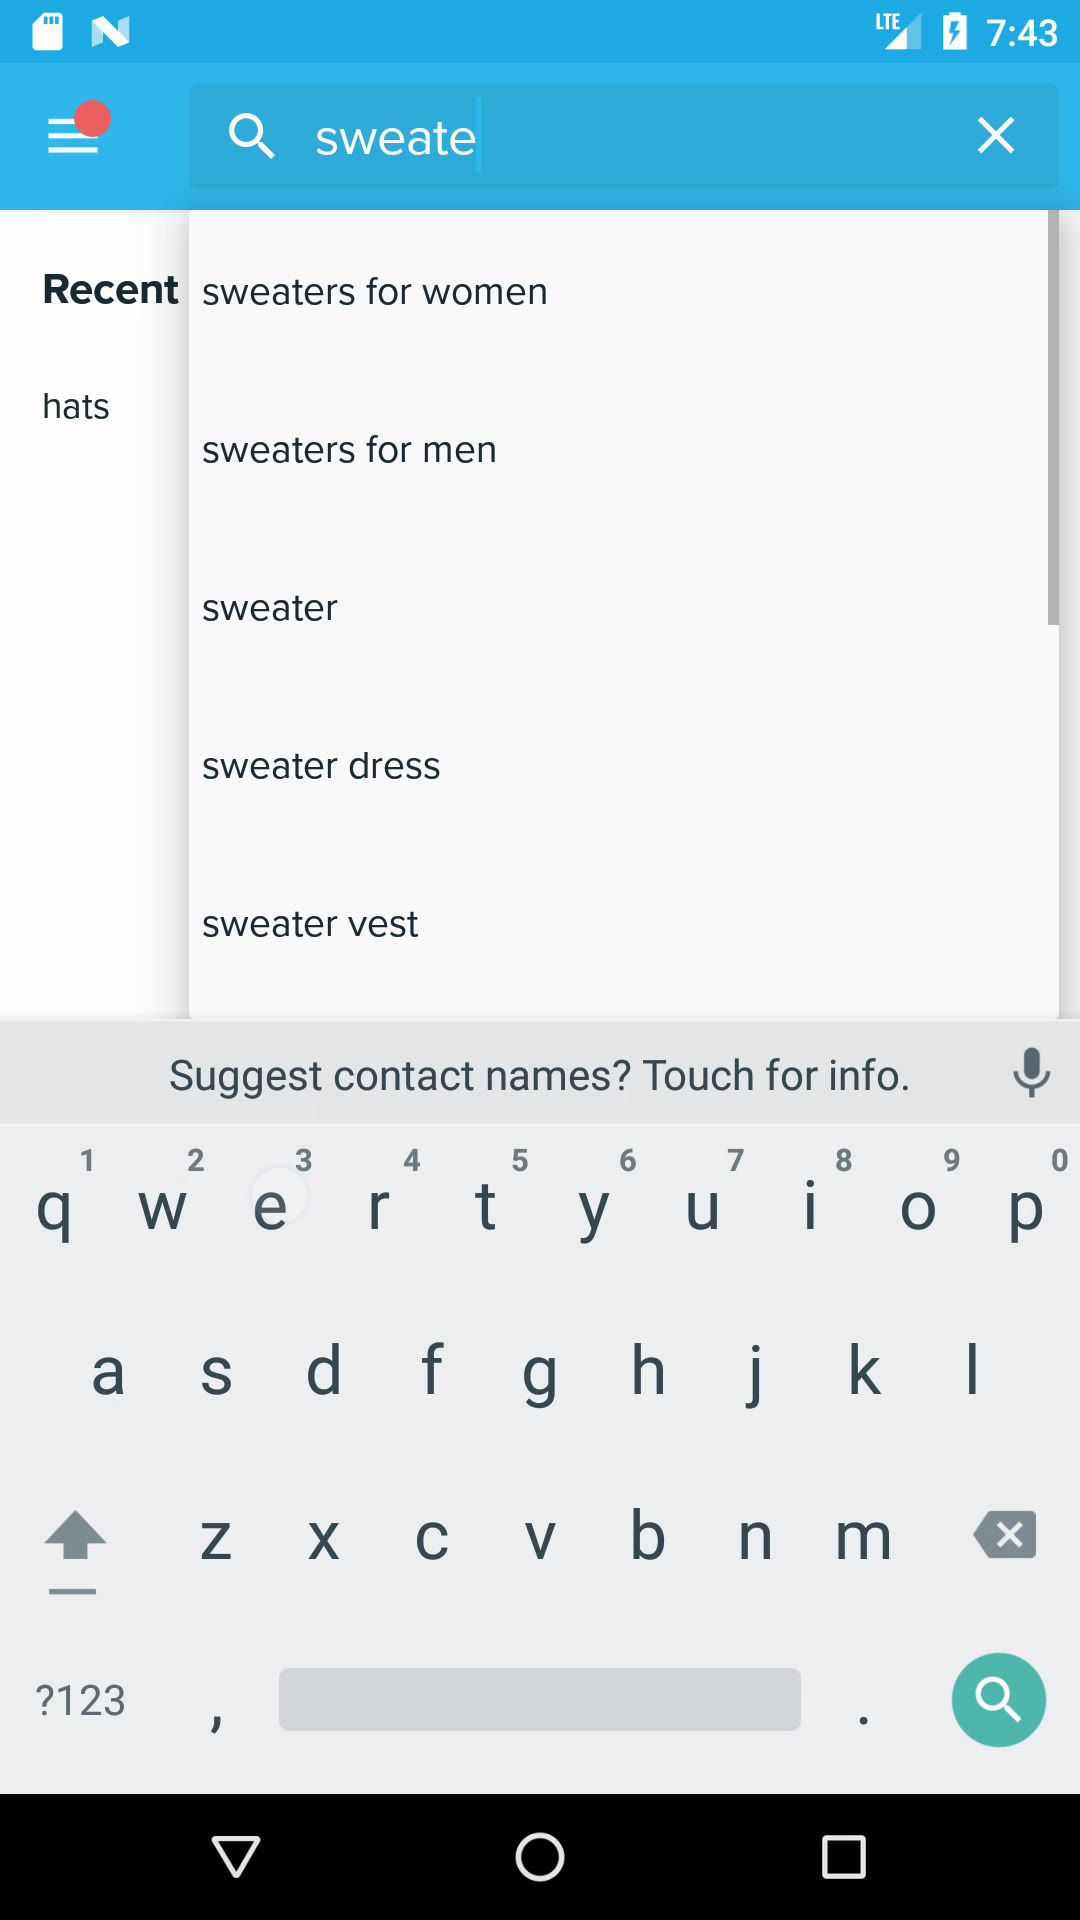 LTE 7:43
sweate
Recent
hats
sweaters for women
sweaters for men
sweater
sweater dress
sweater vest
Suggest contact names? Touch for info.
1 2 3 4 5 6 7 8 9 0
q w e r t y u i o p
a s d f g h j k l
z x c v b n m
?123 , .